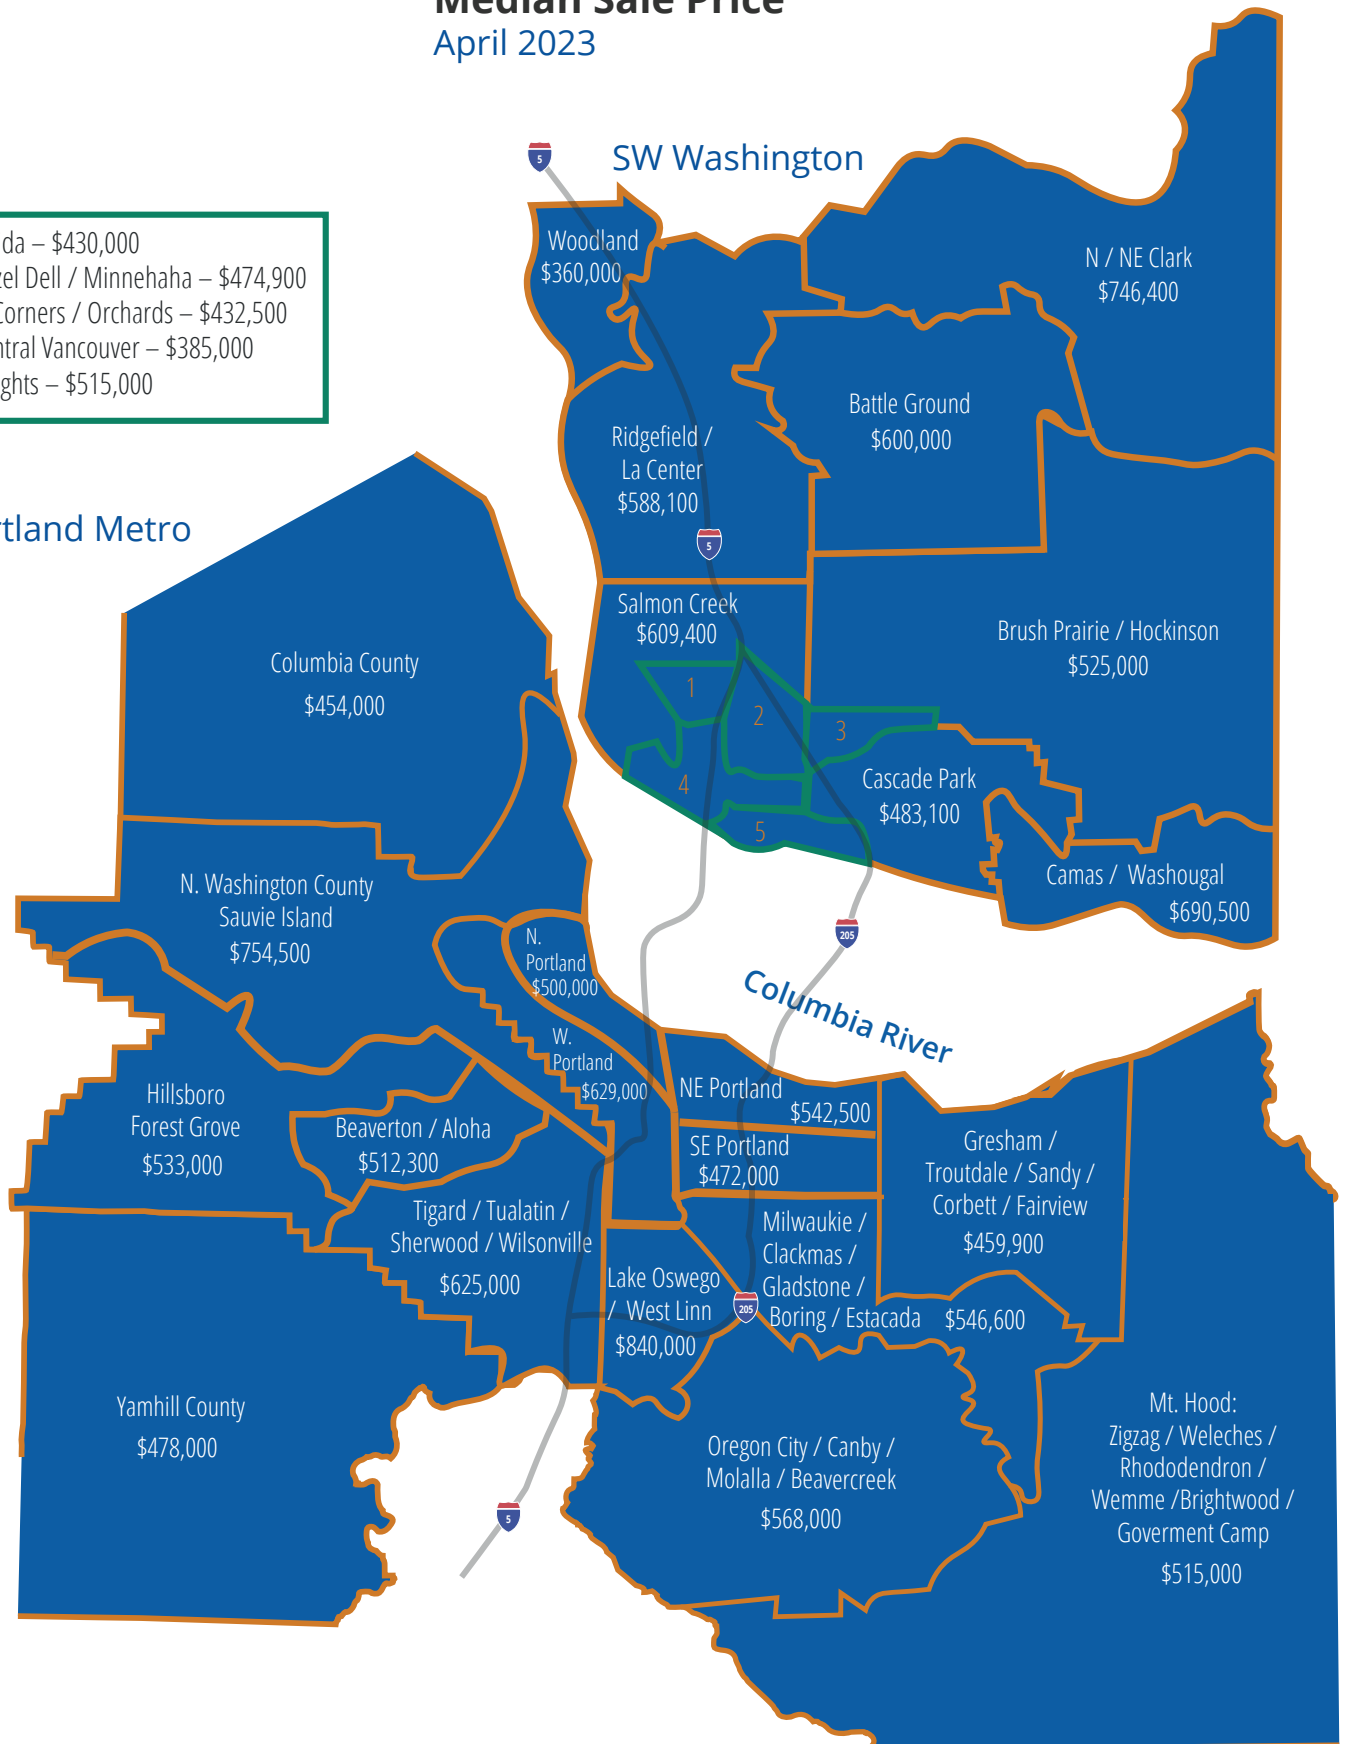 Median Sale Price
April 2023
SW Washington
da – $430,000
zel Dell / Minnehaha – $474,900
Corners / Orchards – $432,500
ntral Vancouver – $385,000
ghts – $515,000
rtland Metro
5
Woodland
$360,000
N / NE Clark
$746,400
Battle Ground
$600,000
Ridgefield /
La Center
$588,100
5
Salmon Creek
$609,400
Brush Prairie / Hockinson
$525,000
1
2
3
4
5
Cascade Park
$483,100
Camas / Washougal
$690,500
205
Columbia River
Columbia County
$454,000
N. Washington County
Sauvie Island
$754,500
N.
Portland
$500,000
W.
Portland
$629,000
NE Portland
$542,500
SE Portland
$472,000
Hillsboro
Forest Grove
$533,000
Beaverton / Aloha
$512,300
Tigard / Tualatin /
Sherwood / Wilsonville
$625,000
Gresham /
Troutdale / Sandy /
Corbett / Fairview
$459,900
Milwaukie /
Clackmas /
Gladstone /
Boring / Estacada $546,600
Lake Oswego
/ West Linn
$840,000
205
Yamhill County
$478,000
Oregon City / Canby /
Molalla / Beavercreek
$568,000
Mt. Hood:
Zigzag / Weleches /
Rhododendron /
Wemme /Brightwood /
Goverment Camp
$515,000
5